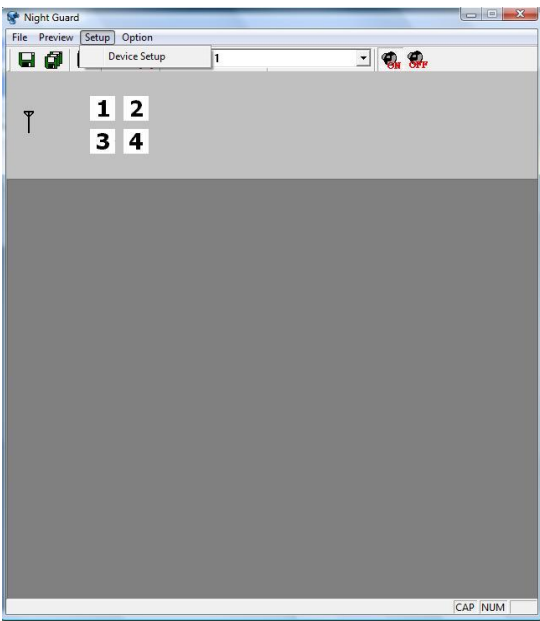 Night Guard
File Preview Setup Option
Device Setup
1
ON OFF
1 2
3 4
CAP NUM